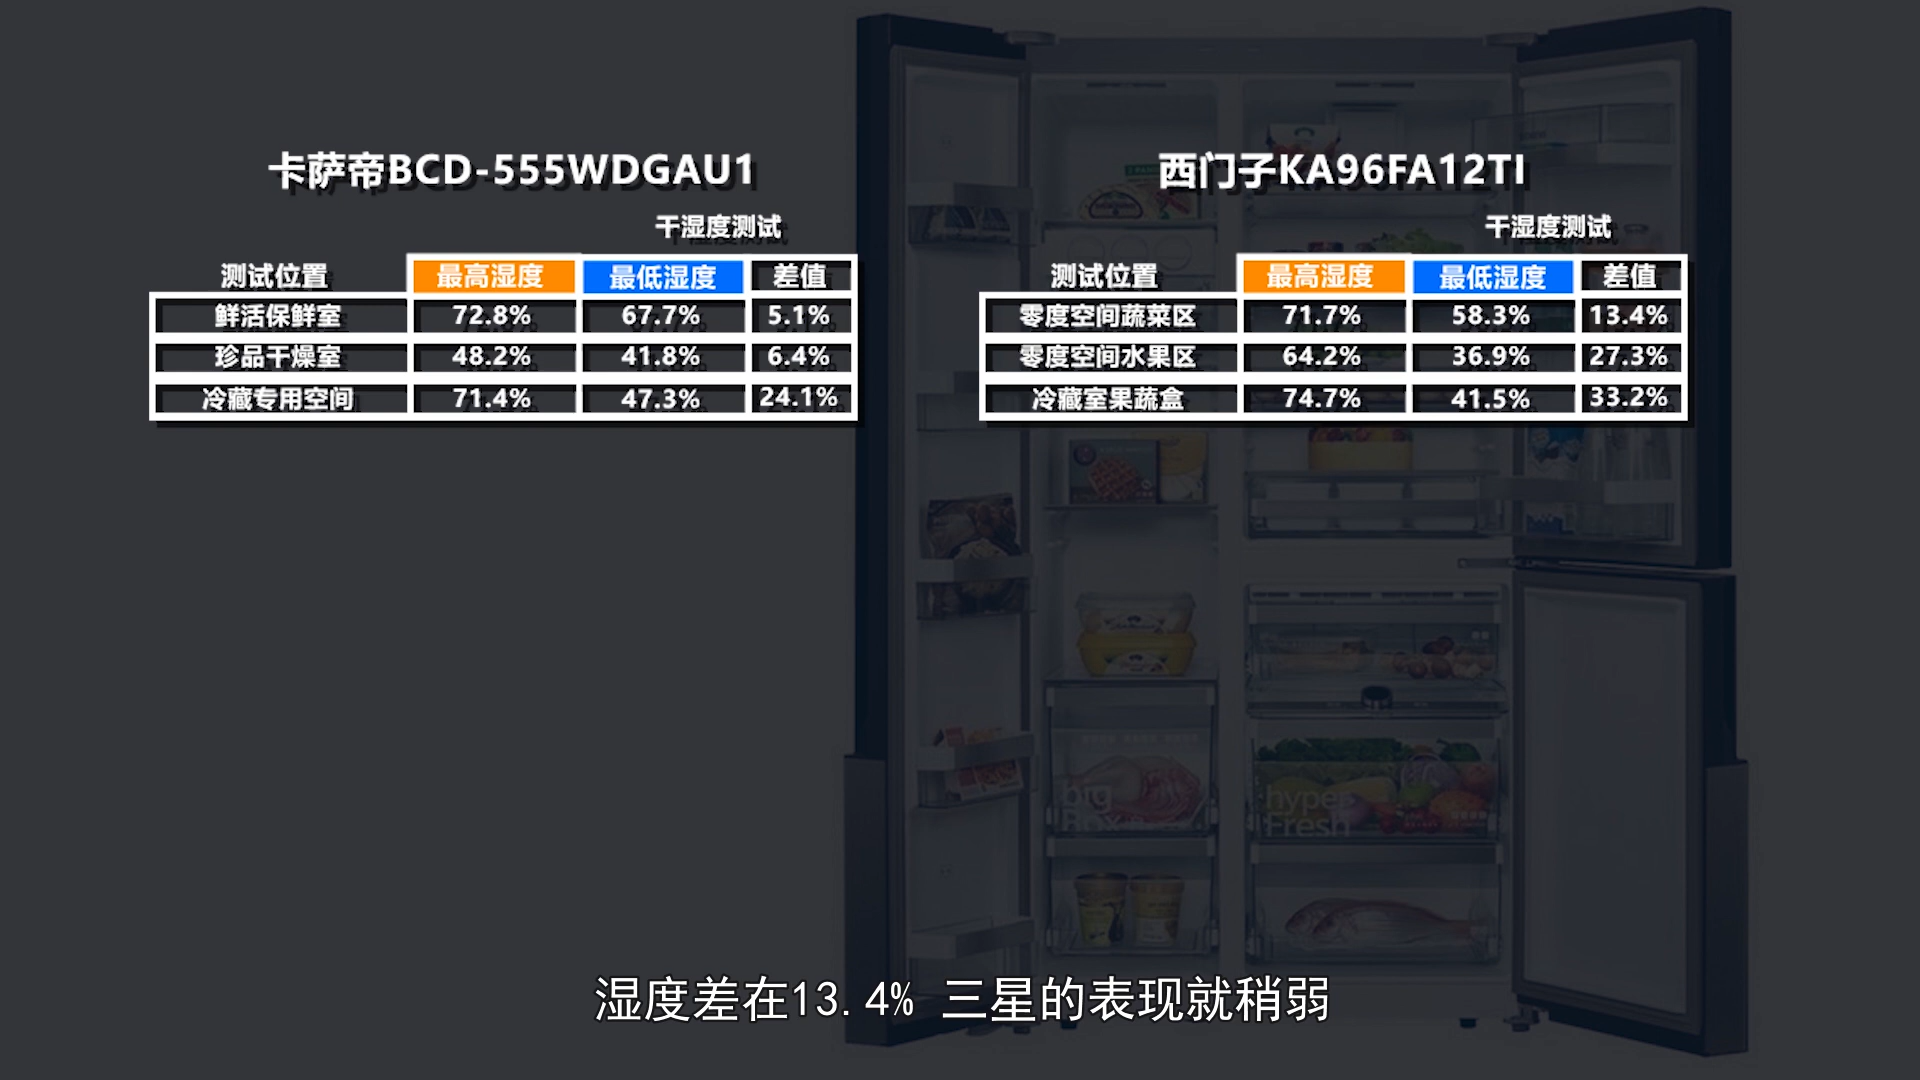 卡萨帝BCD-555WDGAU1
干湿度测试
测试位置 最高湿度 最低湿度 差值
鲜活保鲜室 72.8% 67.7% 5.1%
珍品干燥室 48.2% 41.8% 6.4%
冷藏专用空间 71.4% 47.3% 24.1%
西门子KA96FA12TI
干湿度测试
测试位置 最高湿度 最低湿度 差值
零度空间蔬菜区 71.7% 58.3% 13.4%
零度空间水果区 64.2% 36.9% 27.3%
冷藏室果蔬盒 74.7% 41.5% 33.2%
big
Box
hyper
Fresh
湿度差在13.4% 三星的表现就稍弱